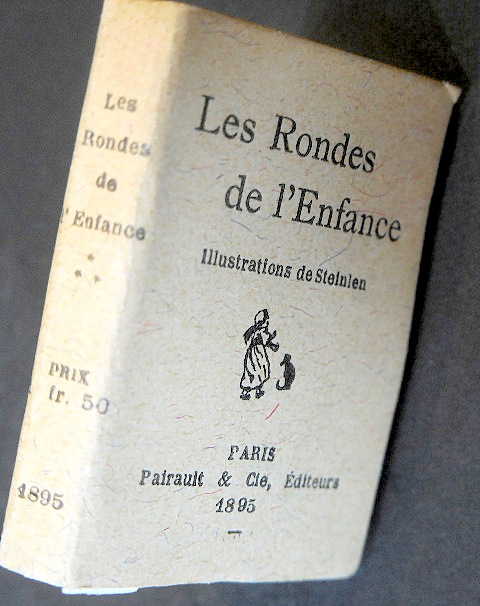 Les
Rondes
de
l'Enfance
*
* *
PRIX
fr. 50
1895
Les Rondes
de l'Enfance
Illustrations de Steinlen
PARIS
Pairault & Cie, Éditeurs
1895